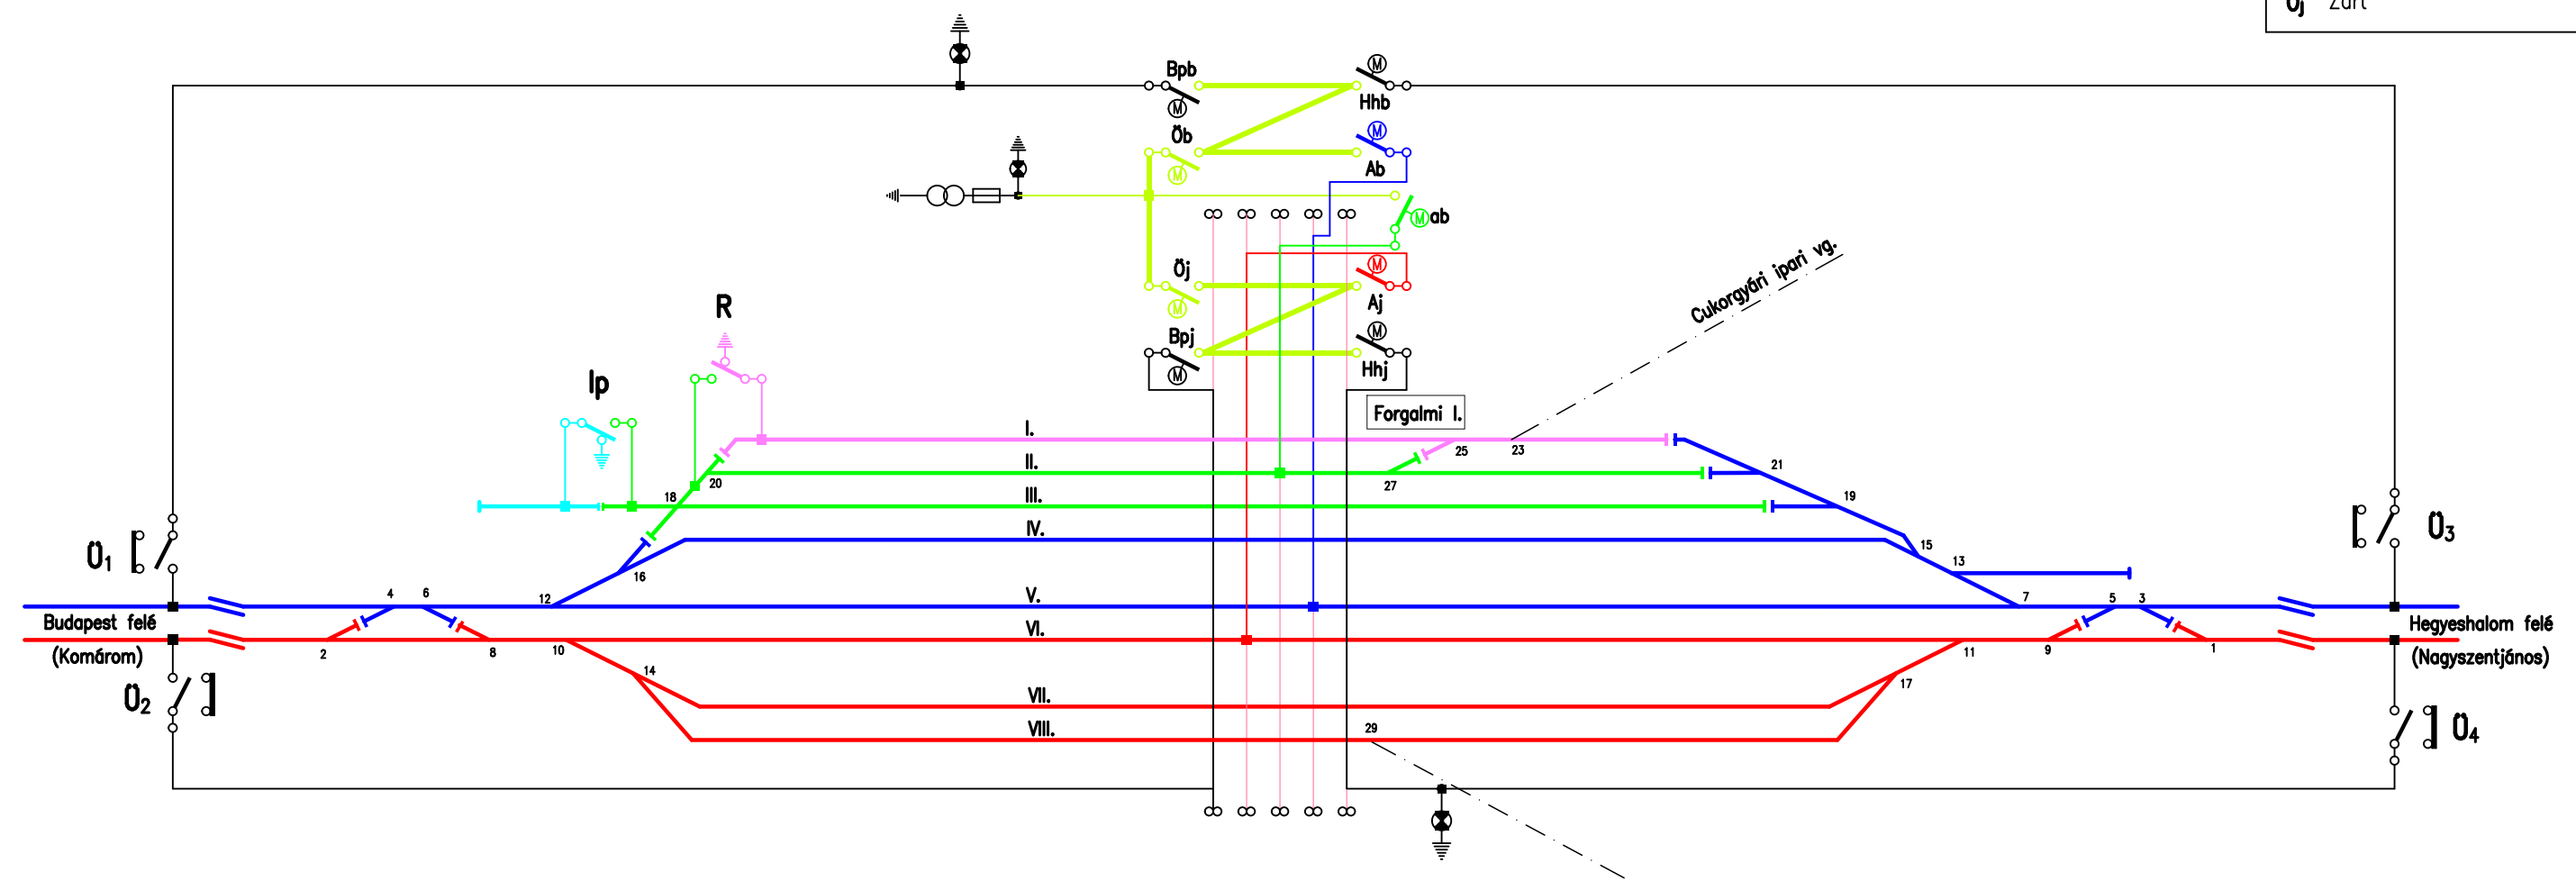 Öj Zárt
Bpb
M
M
Hhb
Öb
M
M
Ab
M
ab
Öj
M
M
Aj
Bpj
M
M
Hhj
Cukorgyári ipari vg.
R
Ip
Forgalmi I.
I.
25
23
II.
20
27
21
III.
18
19
IV.
16
15
13
Ü1
Ü3
4
6
12
V.
7
5
3
Budapest felé
(Komárom)
VI.
Hegyeshalom felé
(Nagyszentjános)
2
8
10
11
9
1
14
17
Ü2
VII.
VIII.
29
Ü4